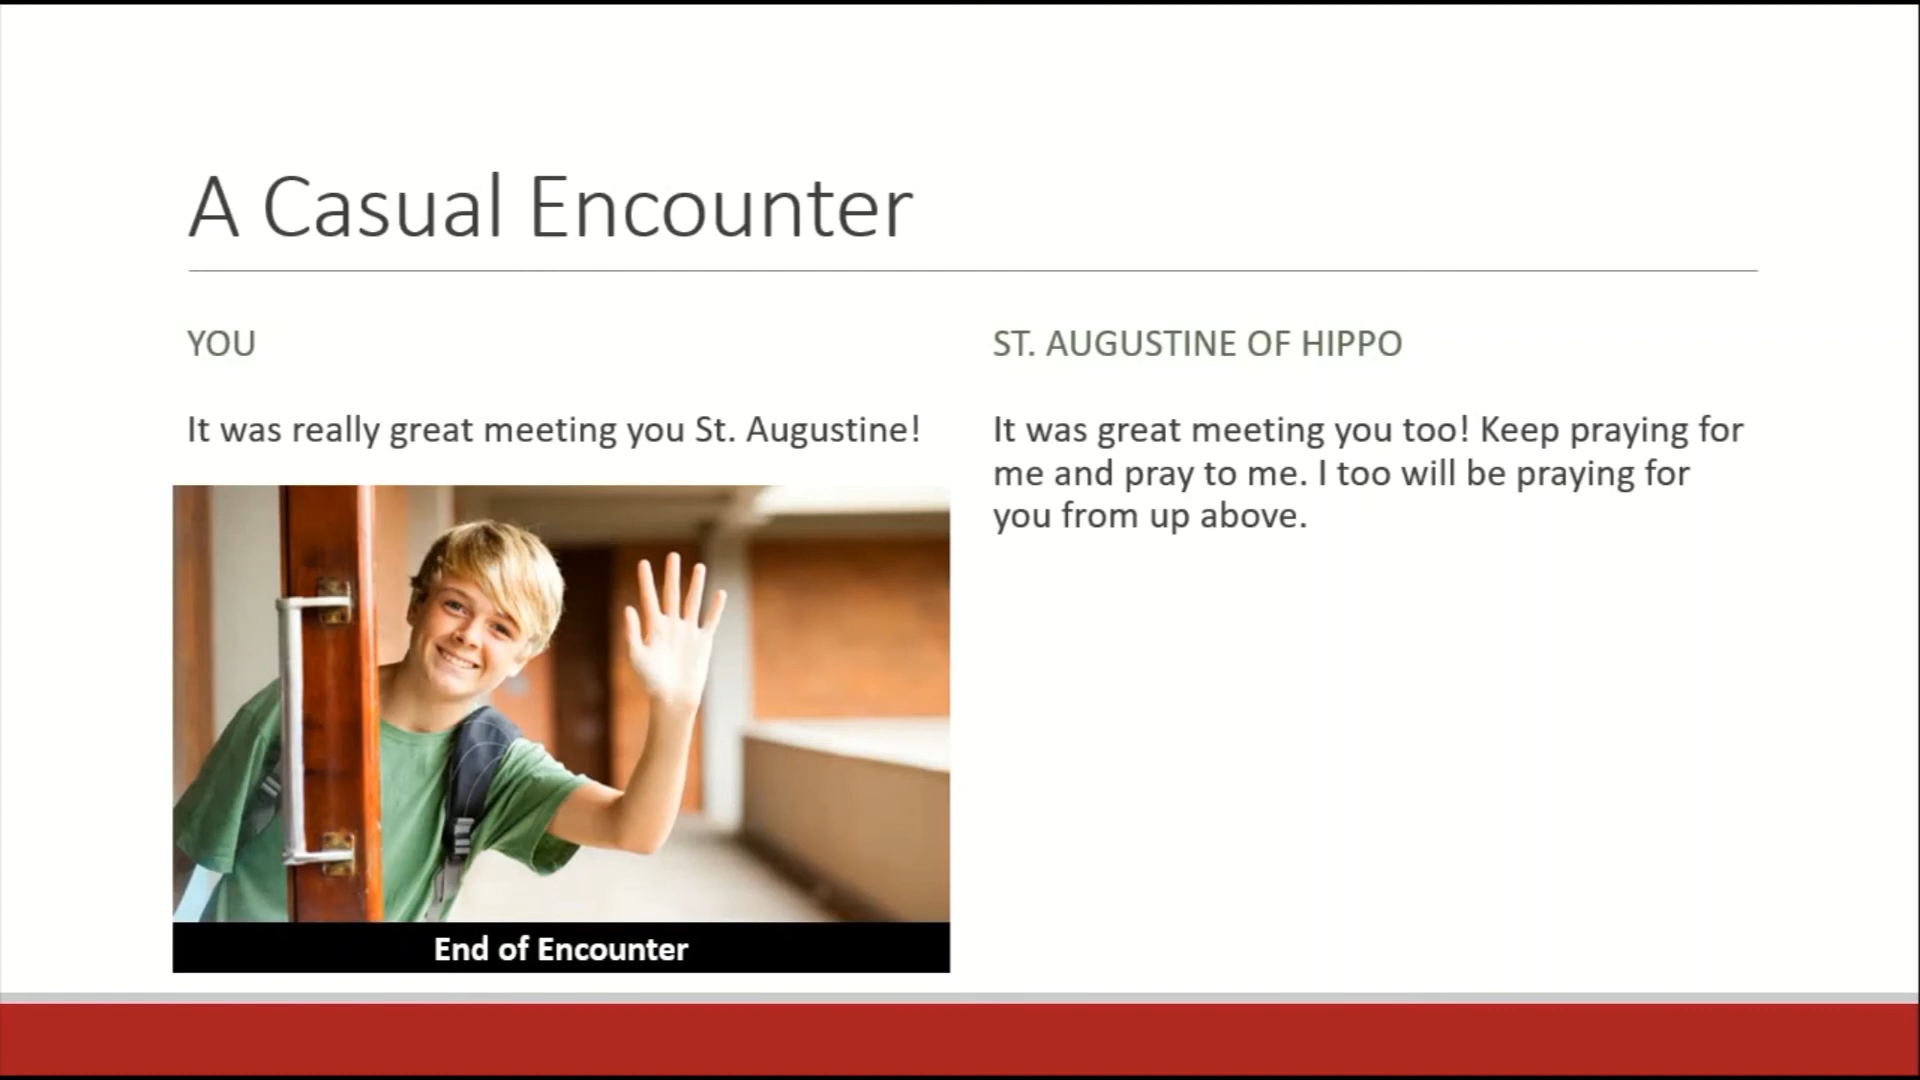 A Casual Encounter
YOU
It was really great meeting you St. Augustine!
End of Encounter
ST. AUGUSTINE OF HIPPO
It was great meeting you too! Keep praying for
me and pray to me. I too will be praying for
you from up above.